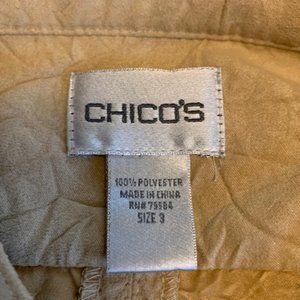 CHICO'S
100% POLYESTER
MADE IN CHINA
RN# 79984
SIZE 3